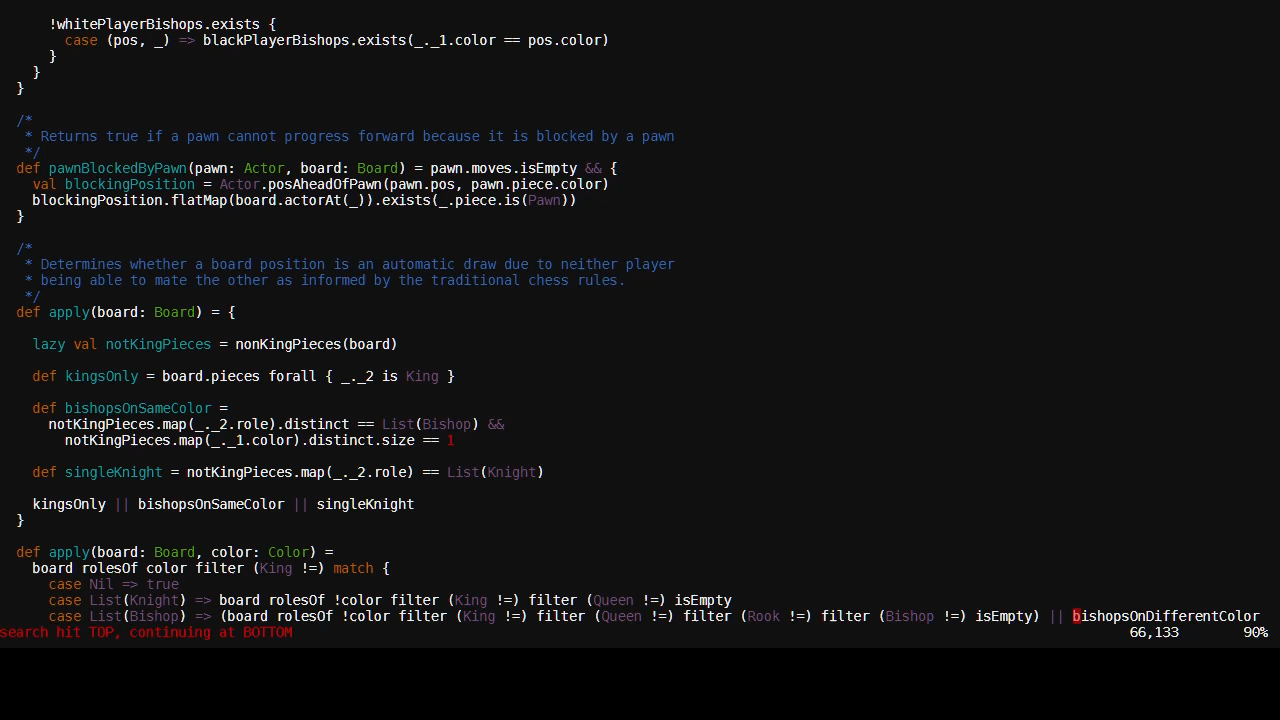 !whitePlayerBishops.exists {
case (pos, _) => blackPlayerBishops.exists(_._1.color == pos.color)
}
}
}
/*
* Returns true if a pawn cannot progress forward because it is blocked by a pawn
*/
def pawnBlockedByPawn(pawn: Actor, board: Board) = pawn.moves.isEmpty && {
val blockingPosition = Actor.posAheadOfPawn(pawn.pos, pawn.piece.color)
blockingPosition.flatMap(board.actorAt(_)).exists(_.piece.is(Pawn))
}
/*
* Determines whether a board position is an automatic draw due to neither player
* being able to mate the other as informed by the traditional chess rules.
*/
def apply(board: Board) = {
lazy val notKingPieces = nonKingPieces(board)
def kingsOnly = board.pieces forall { _._2 is King }
def bishopsOnSameColor =
notKingPieces.map(_._2.role).distinct == List(Bishop) &&
notKingPieces.map(_._1.color).distinct.size == 1
def singleKnight = notKingPieces.map(_._2.role) == List(Knight)
kingsOnly || bishopsOnSameColor || singleKnight
}
def apply(board: Board, color: Color) =
board rolesOf color filter (King !=) match {
case Nil => true
case List(Knight) => board rolesOf !color filter (King !=) filter (Queen !=) isEmpty
case List(Bishop) => (board rolesOf !color filter (King !=) filter (Queen !=) filter (Rook !=) filter (Bishop !=) isEmpty) || bishopsOnDifferentColor
search hit TOP, continuing at BOTTOM 66,133 90%